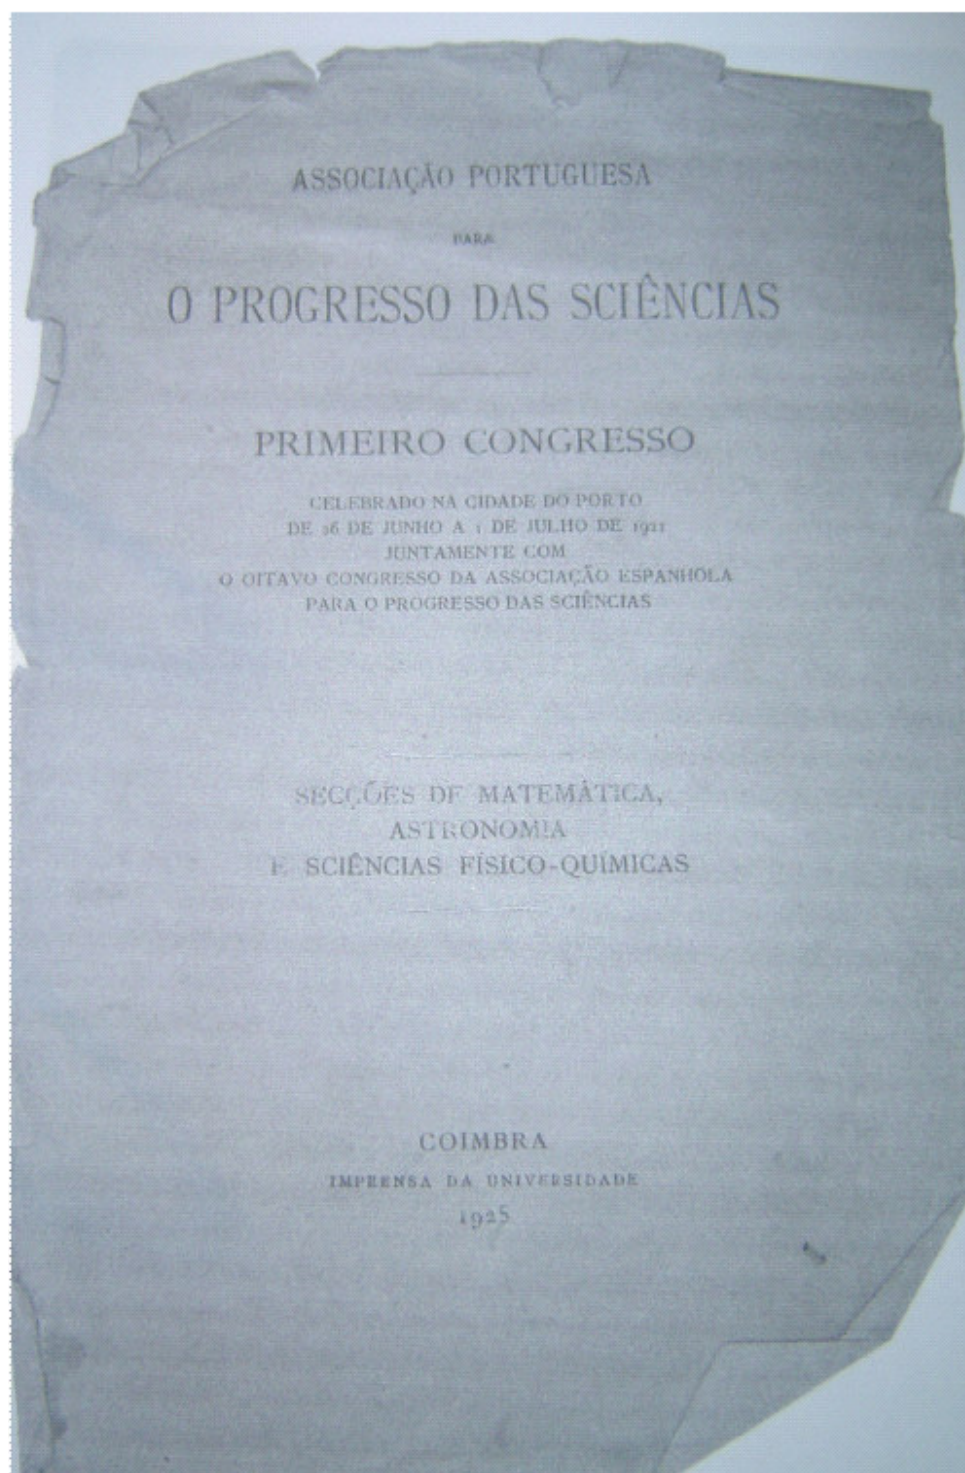 ASSOCIAÇÃO PORTUGUESA
PARA
O PROGRESSO DAS SCIÊNCIAS
PRIMEIRO CONGRESSO
CELEBRADO NA CIDADE DO PORTO
DE 26 DE JUNHO A 1 DE JULHO DE 1921
JUNTAMENTE COM
O OITAVO CONGRESSO DA ASSOCIAÇÃO ESPANHOLA
PARA O PROGRESSO DAS SCIÊNCIAS
SECÇÕES DE MATEMÁTICA,
ASTRONOMIA
E SCIÊNCIAS FÍSICO-QUÍMICAS
COIMBRA
IMPRENSA DA UNIVERSIDADE
1925